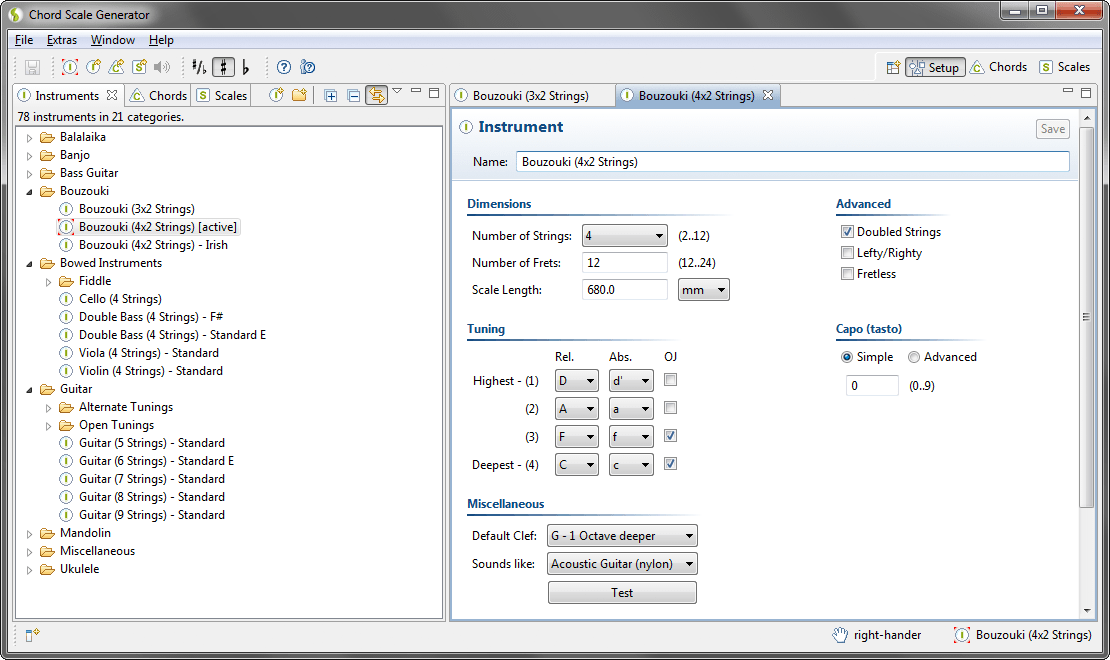 Chord Scale Generator
File Extras Window Help
Setup Chords Scales
Instruments Chords Scales
78 instruments in 21 categories.
Balalaika
Banjo
Bass Guitar
Bouzouki
Bouzouki (3x2 Strings)
Bouzouki (4x2 Strings) [active]
Bouzouki (4x2 Strings) - Irish
Bowed Instruments
Fiddle
Cello (4 Strings)
Double Bass (4 Strings) - F#
Double Bass (4 Strings) - Standard E
Viola (4 Strings) - Standard
Violin (4 Strings) - Standard
Guitar
Alternate Tunings
Open Tunings
Guitar (5 Strings) - Standard
Guitar (6 Strings) - Standard E
Guitar (7 Strings) - Standard
Guitar (8 Strings) - Standard
Guitar (9 Strings) - Standard
Mandolin
Miscellaneous
Ukulele
Bouzouki (3x2 Strings) Bouzouki (4x2 Strings)
Instrument
Save
Name: Bouzouki (4x2 Strings)
Dimensions
Number of Strings: 4 (2..12)
Number of Frets: 12 (12..24)
Scale Length: 680.0 mm
Advanced
Doubled Strings
Lefty/Righty
Fretless
Tuning
Rel. Abs. OJ
Highest - (1) D d'
(2) A a
(3) F f
Deepest - (4) C c
Capo (tasto)
Simple Advanced
0 (0..9)
Miscellaneous
Default Clef: G - 1 Octave deeper
Sounds like: Acoustic Guitar (nylon)
Test
right-hander Bouzouki (4x2 Strings)